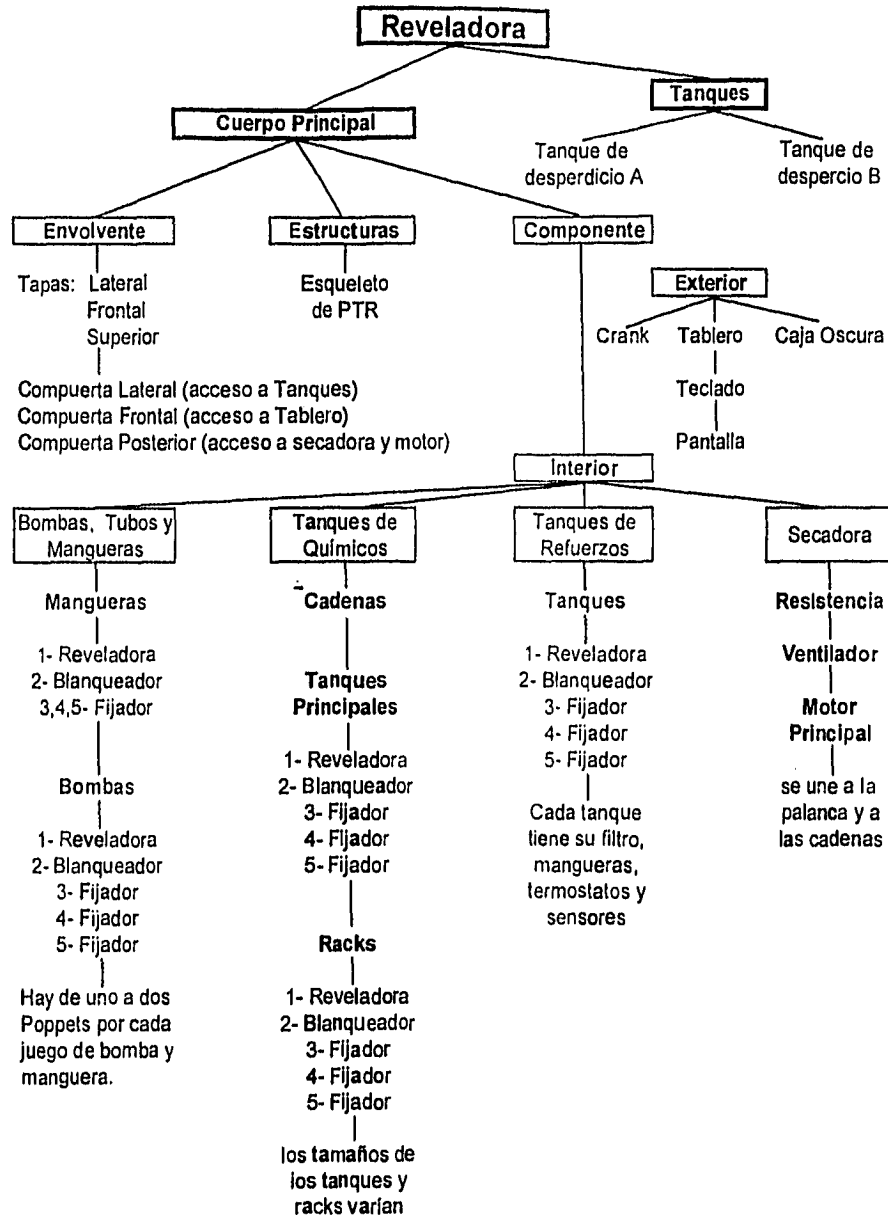 Reveladora
Cuerpo Principal
Tanques
Tanque de
desperdicio A
Tanque de
despercio B
Envolvente
Estructuras
Componente
Tapas: Lateral
Frontal
Superior
Esqueleto
de PTR
Exterior
Crank
Tablero
Caja Oscura
Teclado
Pantalla
Compuerta Lateral (acceso a Tanques)
Compuerta Frontal (acceso a Tablero)
Compuerta Posterior (acceso a secadora y motor)
Interior
Bombas, Tubos y
Mangueras
Mangueras
1- Reveladora
2- Blanqueador
3,4,5- Fijador
Bombas
1- Reveladora
2- Blanqueador
3- Fijador
4- Fijador
5- Fijador
Hay de uno a dos
Poppets por cada
juego de bomba y
manguera.
Tanques de
Químicos
Cadenas
Tanques
Principales
1- Reveladora
2- Blanqueador
3- Fijador
4- Fijador
5- Fijador
Racks
1- Reveladora
2- Blanqueador
3- Fijador
4- Fijador
5- Fijador
los tamaños de
los tanques y
racks varían
Tanques de
Refuerzos
Tanques
1- Reveladora
2- Blanqueador
3- Fijador
4- Fijador
5- Fijador
Cada tanque
tiene su filtro,
mangueras,
termostatos y
sensores
Secadora
Resistencia
Ventilador
Motor
Principal
se une a la
palanca y a
las cadenas